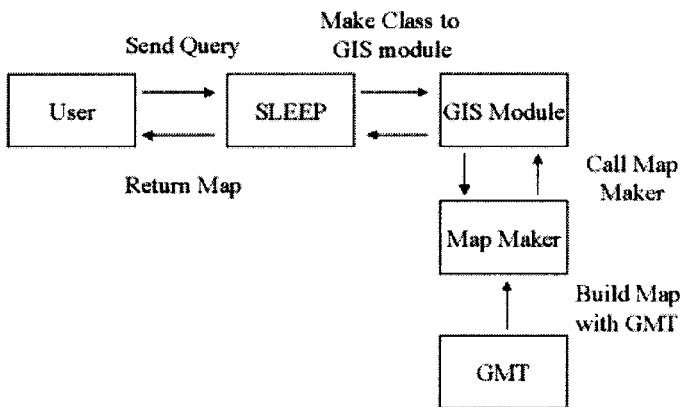 Make Class to
GIS module
Send Query
User
SLEEP
GIS Module
Return Map
Call Map
Maker
Map Maker
Build Map
with GMT
GMT